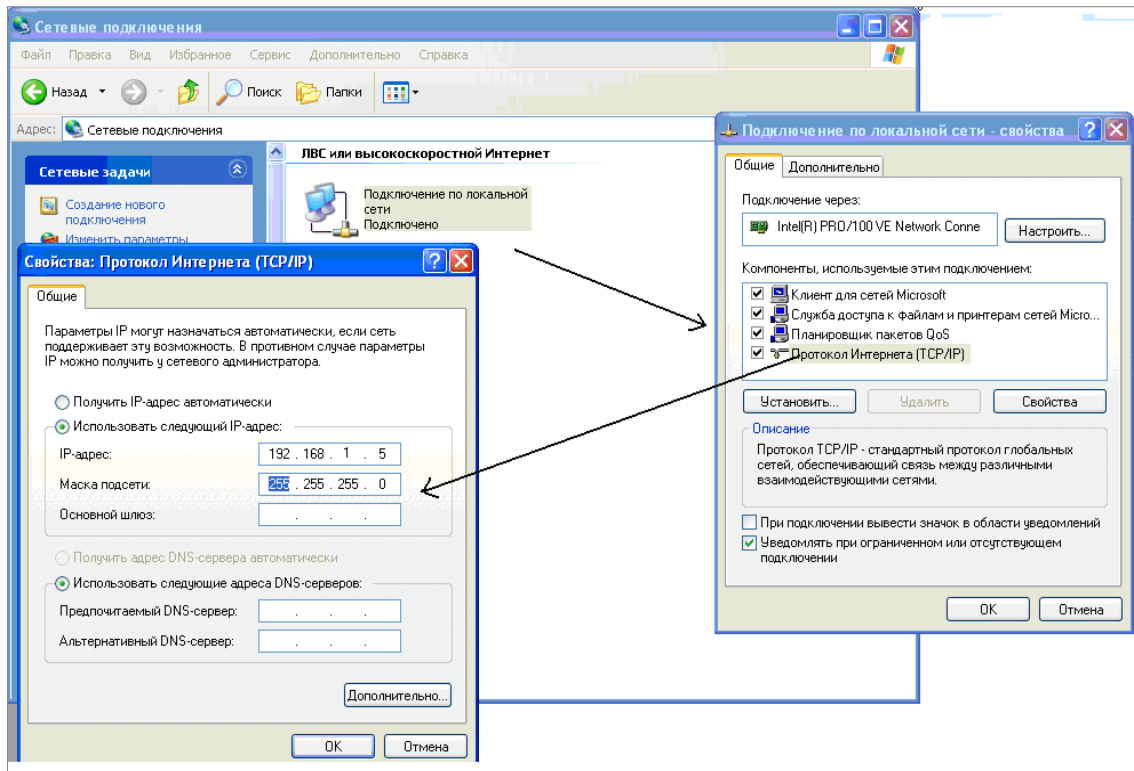 Сетевые подключения
Файл Правка Вид Избранное Сервис Дополнительно Справка
Назад Поиск Папки
Адрес: Сетевые подключения
Сетевые задачи
Создание нового
подключения
Изменить параметры
ЛВС или высокоскоростной Интернет
Подключение по локальной
сети
Подключено
Подключение по локальной сети - свойства
Общие Дополнительно
Подключение через:
Intel(R) PRO/100 VE Network Conne Настроить...
Компоненты, используемые этим подключением:
Клиент для сетей Microsoft
Служба доступа к файлам и принтерам сетей Micro...
Планировщик пакетов QoS
Протокол Интернета (TCP/IP)
Установить... Удалить Свойства
Описание
Протокол TCP/IP - стандартный протокол глобальных
сетей, обеспечивающий связь между различными
взаимодействующими сетями.
При подключении вывести значок в области уведомлений
Уведомлять при ограниченном или отсутствующем
подключении
OK Отмена
Свойства: Протокол Интернета (TCP/IP)
Общие
Параметры IP могут назначаться автоматически, если сеть
поддерживает эту возможность. В противном случае параметры
IP можно получить у сетевого администратора.
Получить IP-адрес автоматически
Использовать следующий IP-адрес:
IP-адрес: 192 . 168 . 1 . 5
Маска подсети: 255 . 255 . 255 . 0
Основной шлюз: . . .
Получить адрес DNS-сервера автоматически
Использовать следующие адреса DNS-серверов:
Предпочитаемый DNS-сервер: . . .
Альтернативный DNS-сервер: . . .
Дополнительно...
OK Отмена